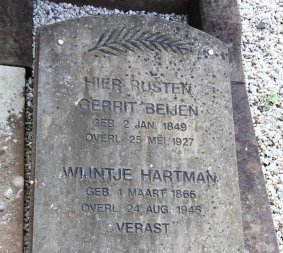 HIER RUSTEN
GERRIT BEIJEN
GEB. 2 JAN. 1849
OVERL. 25 MEI. 1927
WIJNTJE HARTMAN
GEB. 1 MAART 1866
OVERL. 24 AUG. 1945
VERAST